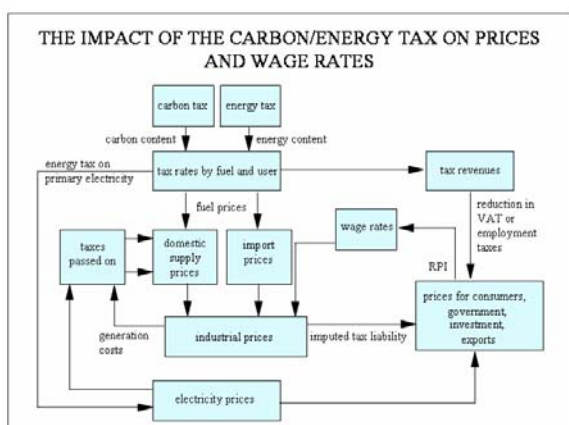 THE IMPACT OF THE CARBON/ENERGY TAX ON PRICES
AND WAGE RATES
carbon tax
energy tax
carbon content
energy content
energy tax on
primary electricity
tax rates by fuel and user
tax revenues
fuel prices
reduction in
VAT or
employment
taxes
wage rates
taxes
passed on
domestic
supply
prices
import
prices
RPI
prices for consumers,
government,
investment,
exports
generation
costs
industrial prices
imputed tax liability
electricity prices